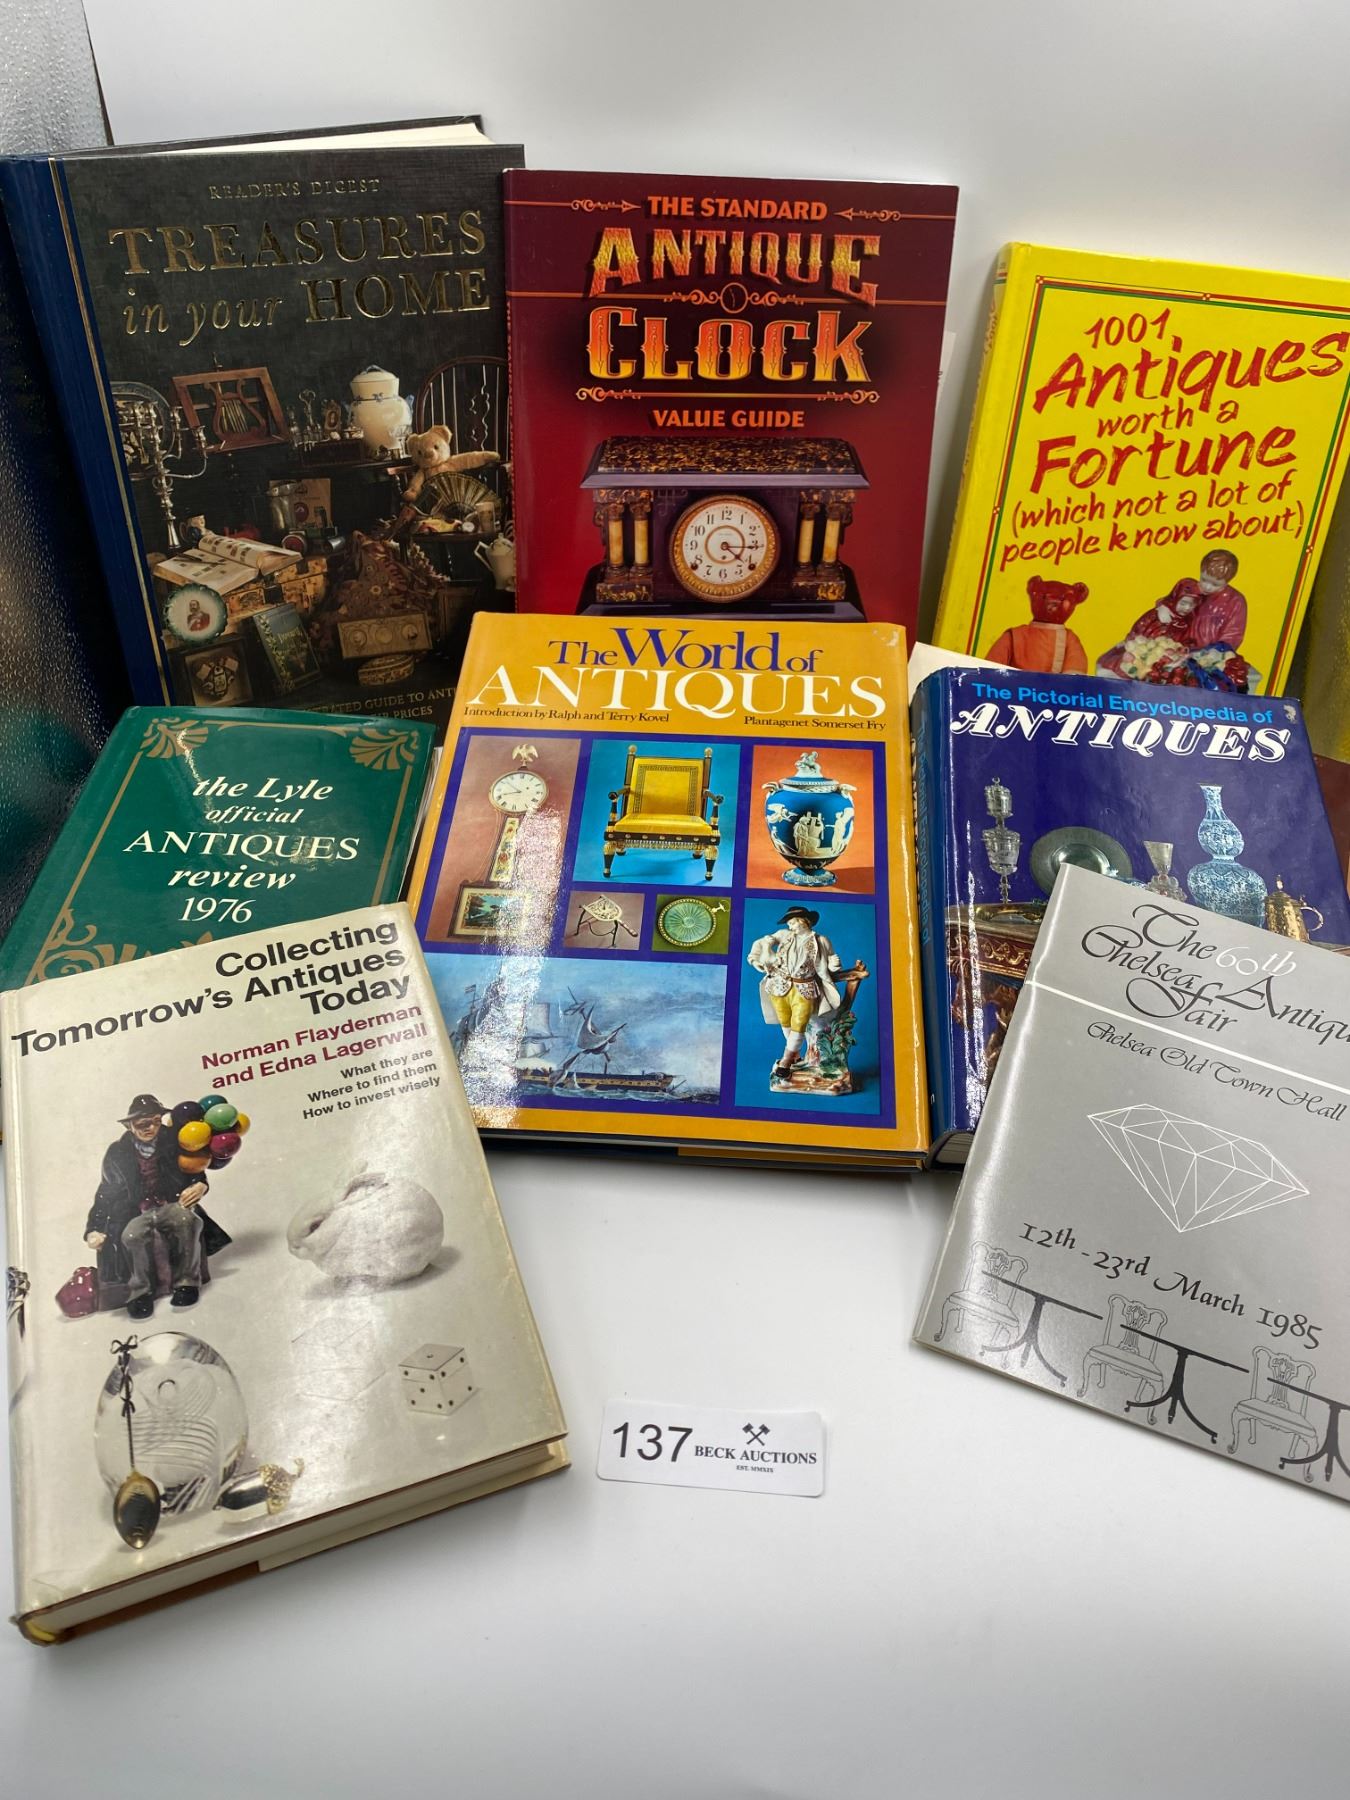 READER'S DIGEST
TREASURES
in your HOME
THE STANDARD
ANTIQUE
CLOCK
VALUE GUIDE
1001
Antiques
worth a
Fortune
(which not a lot of
people know about)
The World of
ANTIQUES
Introduction by Ralph and Terry Kovel
Plantagenet Somerset Fry
The Pictorial Encyclopedia of
ANTIQUES
the Lyle
official
ANTIQUES
review
1976
Collecting
Tomorrow's Antiques
Today
Norman Flayderman
and Edna Lagerwall
What they are
Where to find them
How to invest wisely
The 60th
Chelsea
Fair
Chelsea Old Town Hall
12th - 23rd March 1985
137
BECK AUCTIONS
EST. MMXIX